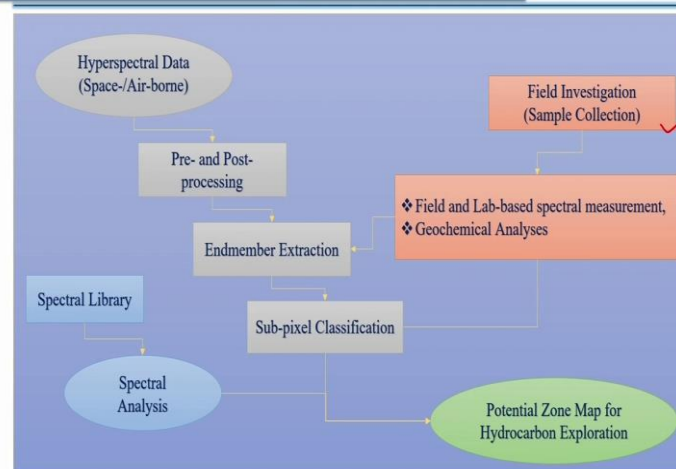 Hyperspectral Data
(Space-/Air-borne)
Field Investigation
(Sample Collection)
Pre- and Post-
processing
❖Field and Lab-based spectral measurement,
❖Geochemical Analyses
Endmember Extraction
Spectral Library
Sub-pixel Classification
Spectral
Analysis
Potential Zone Map for
Hydrocarbon Exploration